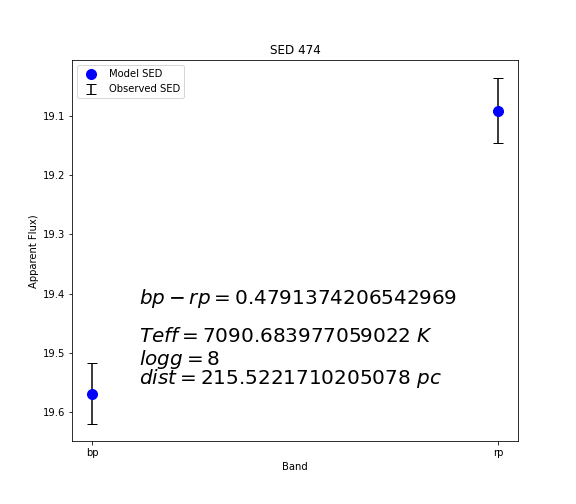 SED 474
Model SED
Observed SED
19.1
19.2
19.3
19.4
19.5
19.6
Apparent Flux)
bp − rp = 0.4791374206542969
Teff = 7090.683977059022 K
logg = 8
dist = 215.5221710205078 pc
bp
rp
Band